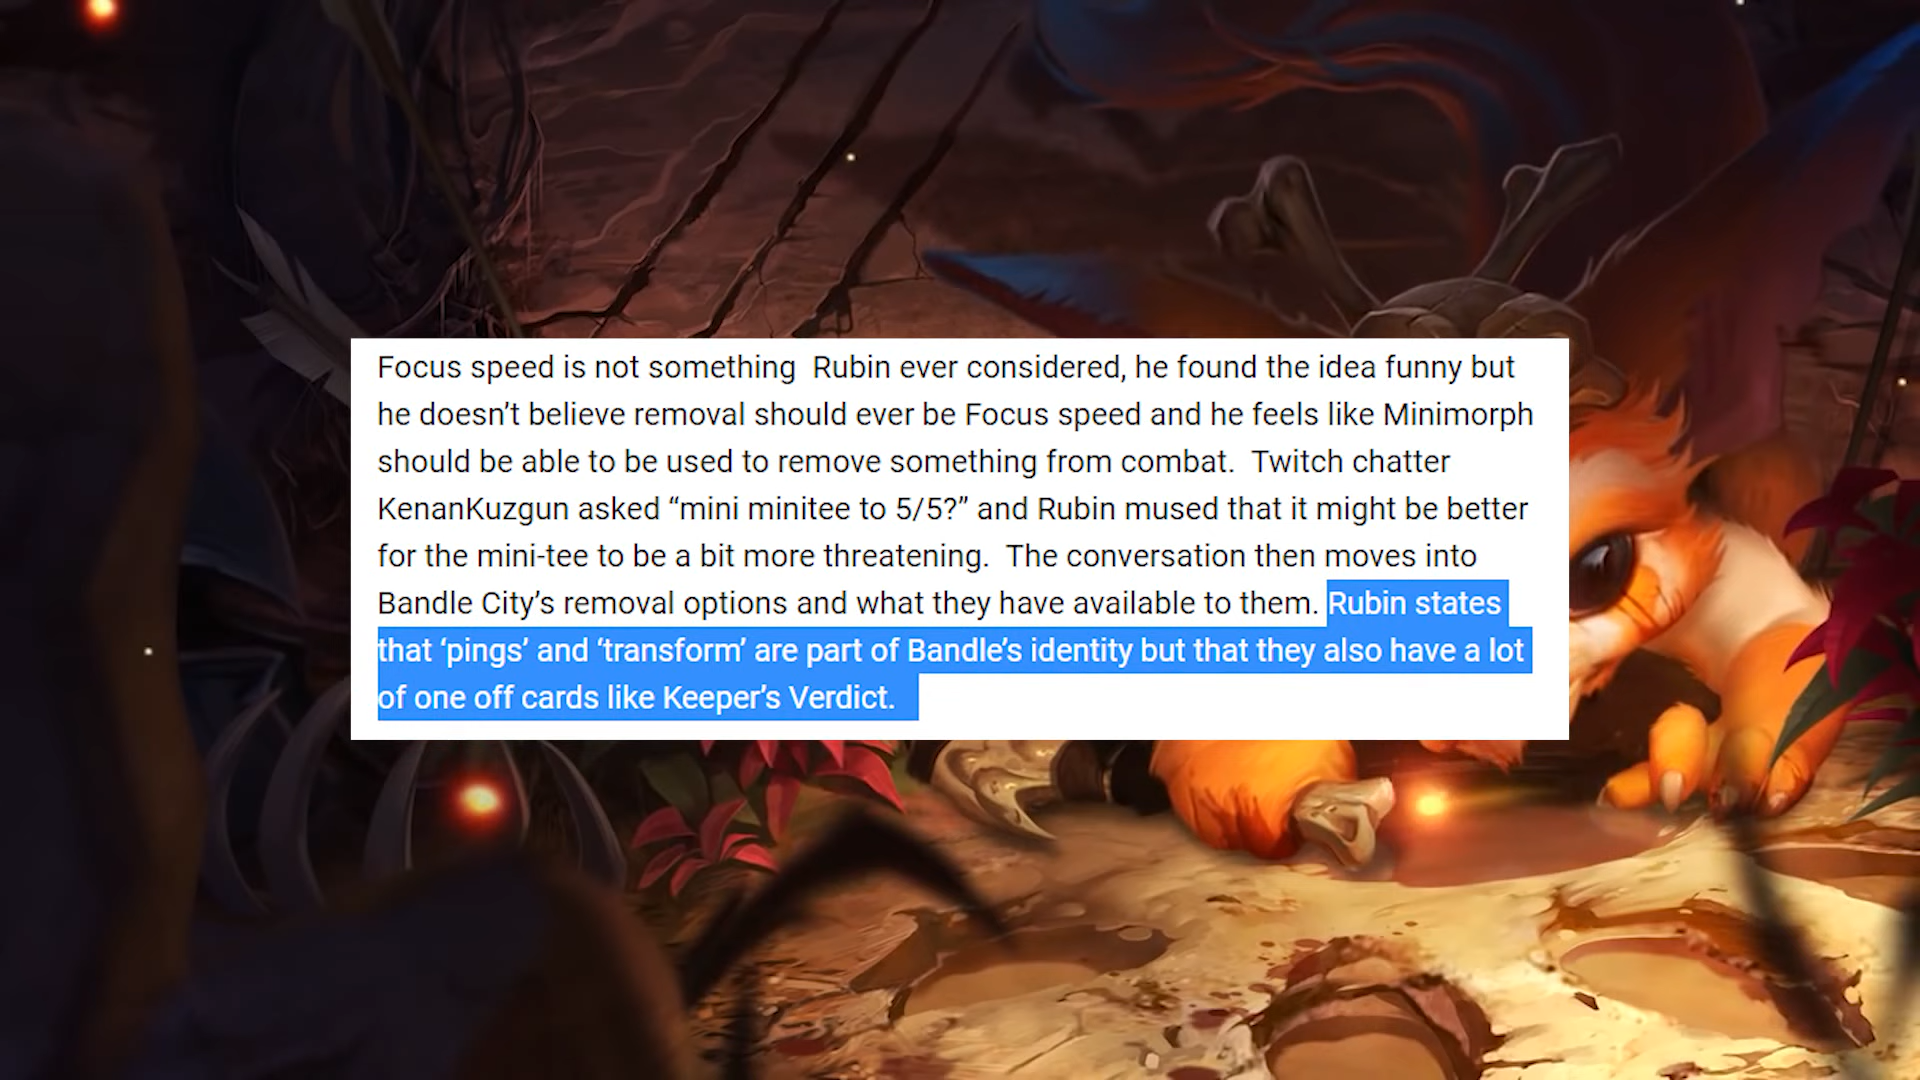 Focus speed is not something  Rubin ever considered, he found the idea funny but
he doesn’t believe removal should ever be Focus speed and he feels like Minimorph
should be able to be used to remove something from combat.  Twitch chatter
KenanKuzgun asked “mini minitee to 5/5?” and Rubin mused that it might be better
for the mini-tee to be a bit more threatening.  The conversation then moves into
Bandle City’s removal options and what they have available to them. Rubin states
that ‘pings’ and ‘transform’ are part of Bandle’s identity but that they also have a lot
of one off cards like Keeper’s Verdict.